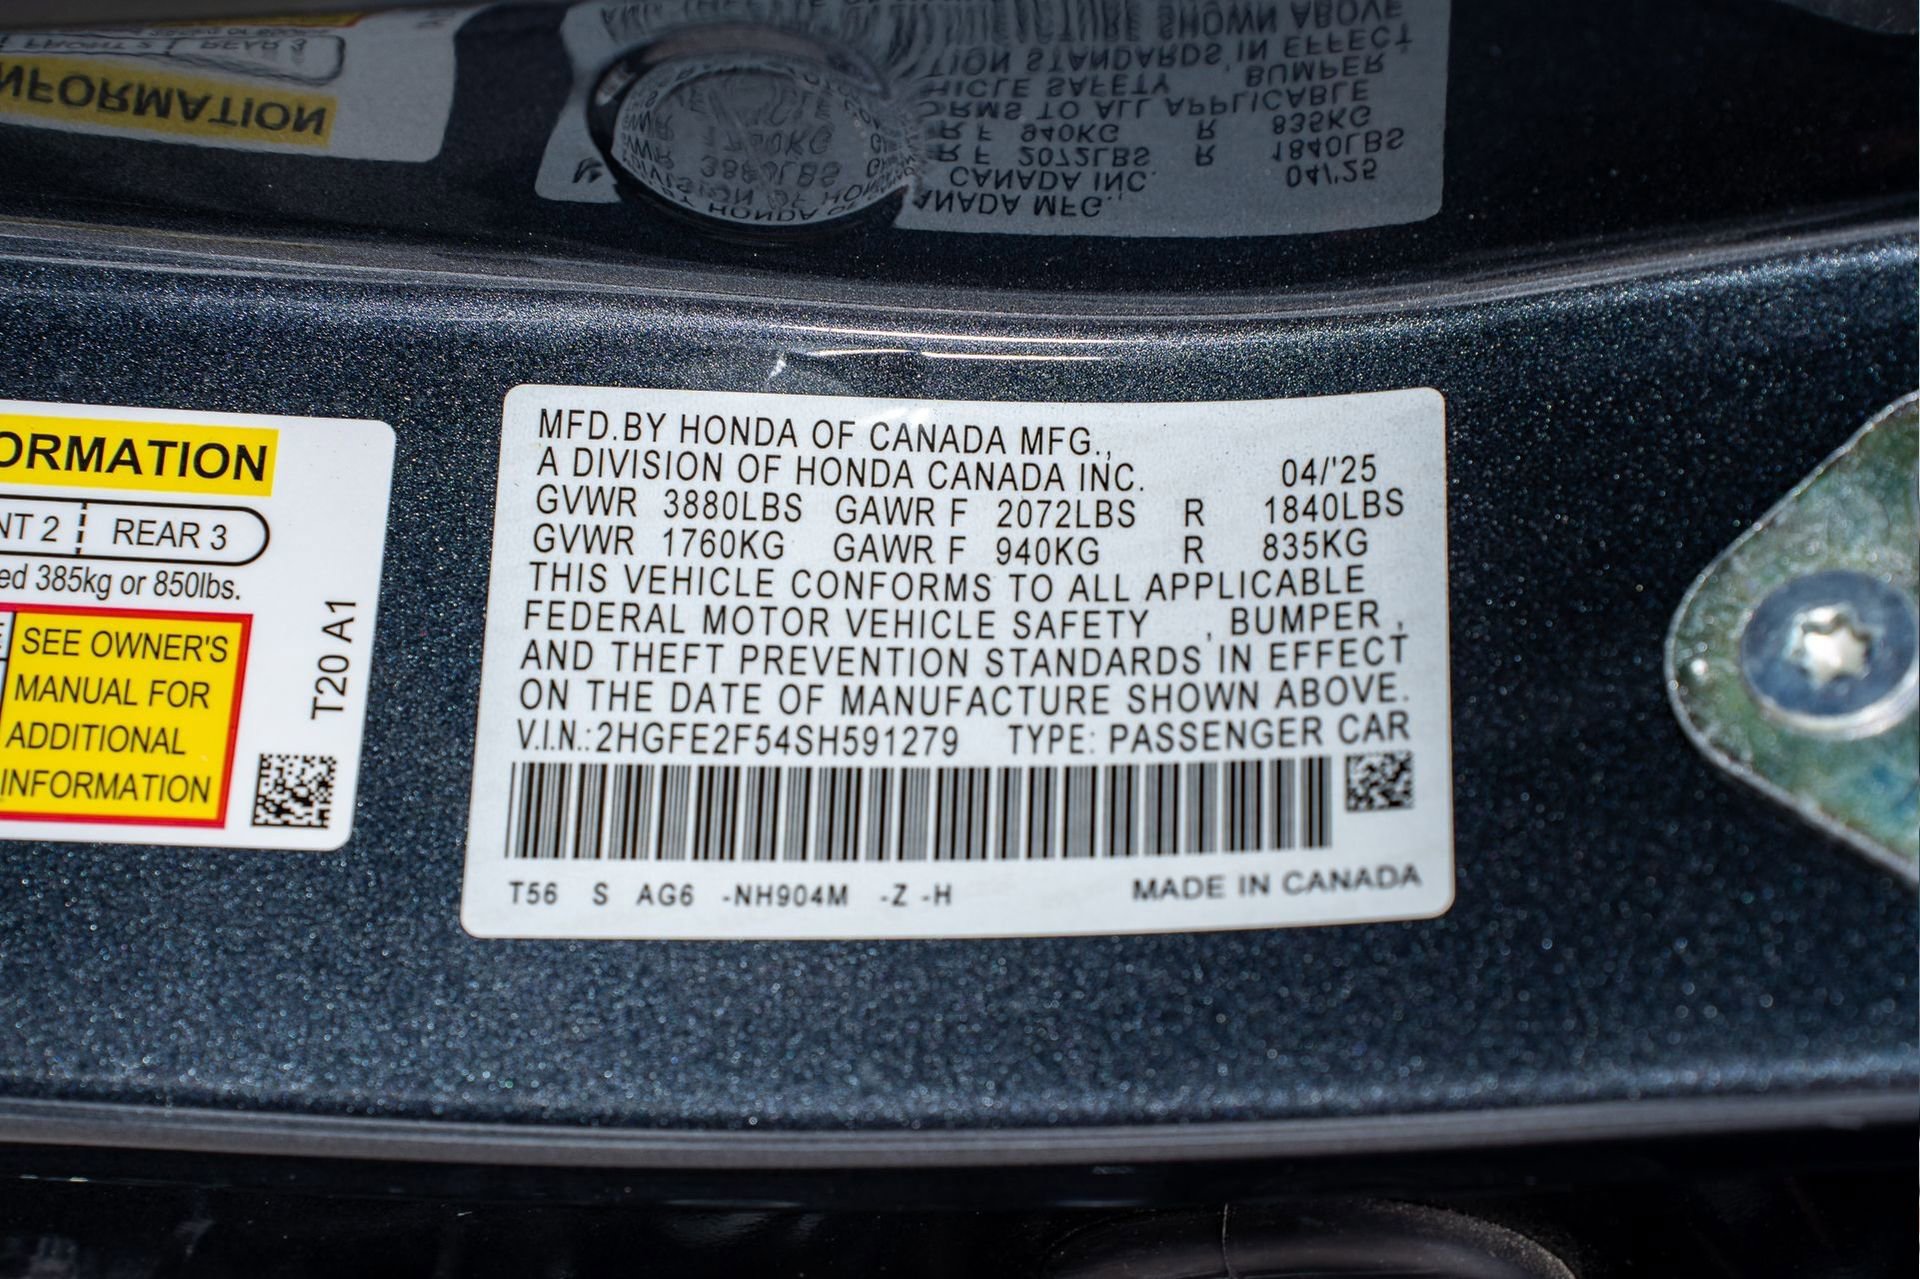 ORMATION
NT 2 REAR 3
ed 385kg or 850lbs.
SEE OWNER'S
MANUAL FOR
ADDITIONAL
INFORMATION
T20 A1
MFD.BY HONDA OF CANADA MFG.,
A DIVISION OF HONDA CANADA INC. 04/'25
GVWR 3880LBS GAWR F 2072LBS R 1840LBS
GVWR 1760KG GAWR F 940KG R 835KG
THIS VEHICLE CONFORMS TO ALL APPLICABLE
FEDERAL MOTOR VEHICLE SAFETY , BUMPER ,
AND THEFT PREVENTION STANDARDS IN EFFECT
ON THE DATE OF MANUFACTURE SHOWN ABOVE.
V.I.N.:2HGFE2F54SH591279 TYPE: PASSENGER CAR
T56 S AG6 -NH904M -Z -H MADE IN CANADA